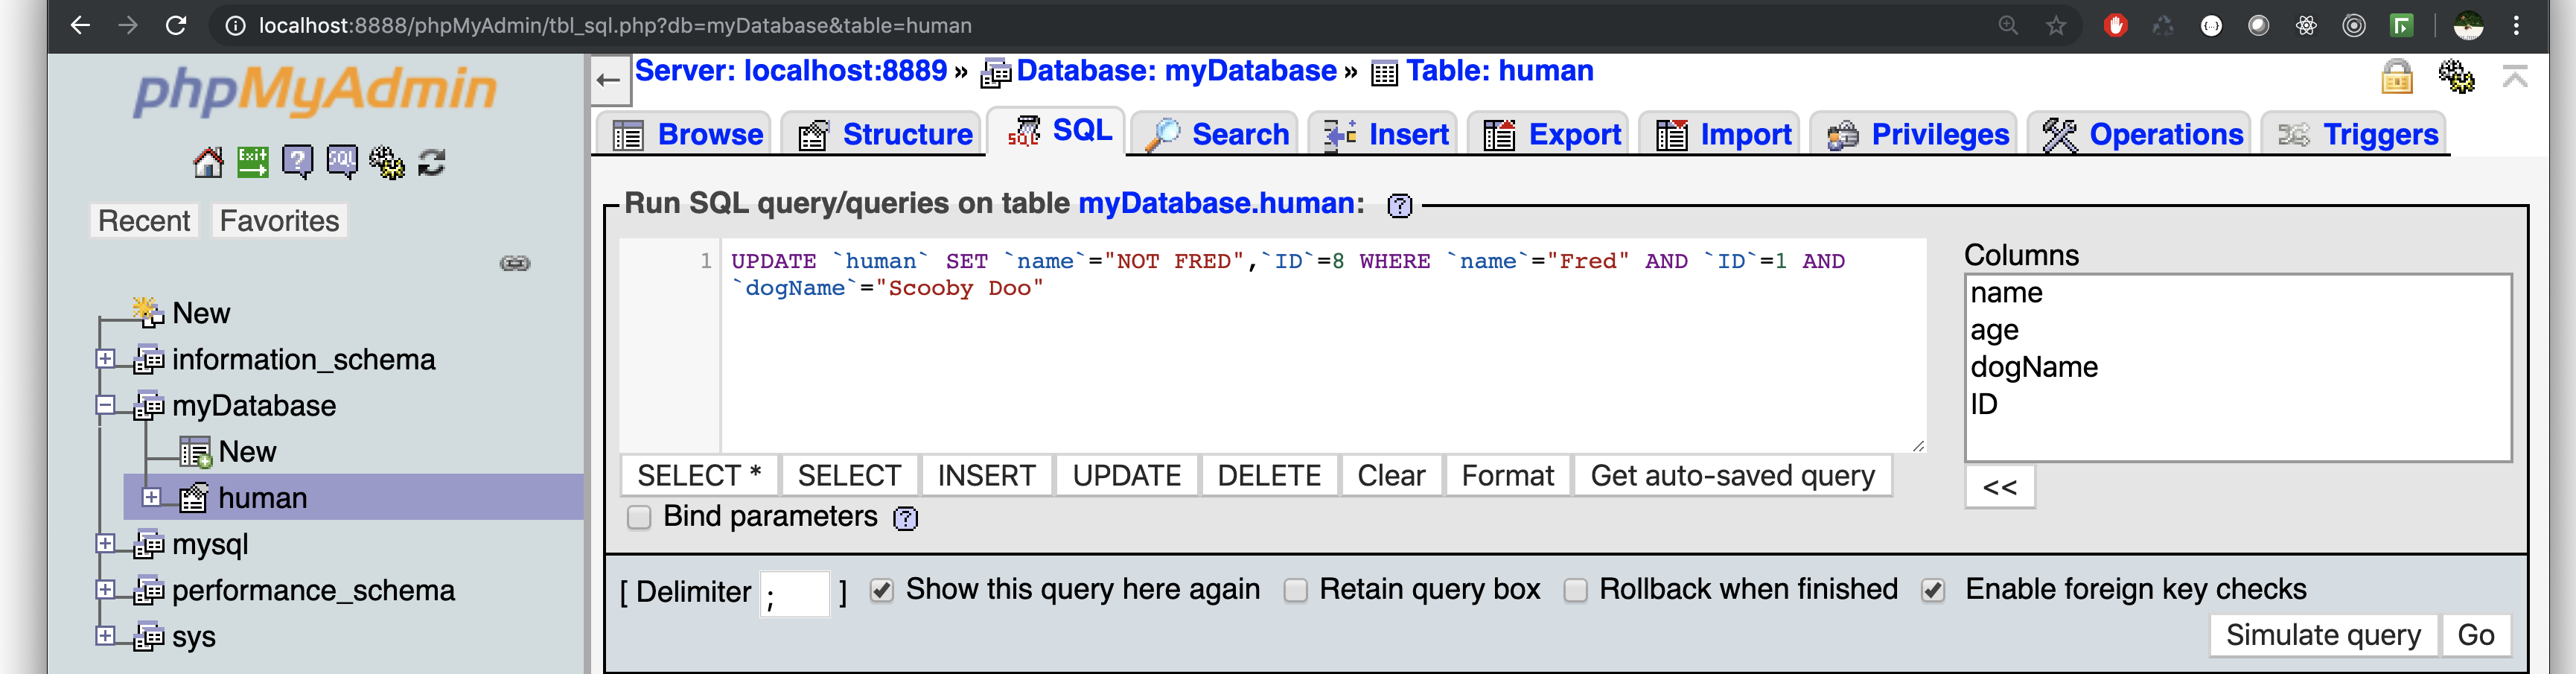 localhost:8888/phpMyAdmin/tbl_sql.php?db=myDatabase&table=human
phpMyAdmin
Exit
?
SQL
Recent Favorites
New
information_schema
myDatabase
New
human
mysql
performance_schema
sys
Server: localhost:8889 » Database: myDatabase » Table: human
Browse Structure SQL Search Insert Export Import Privileges Operations Triggers
Run SQL query/queries on table myDatabase.human: ?
1 UPDATE `human` SET `name`="NOT FRED",`ID`=8 WHERE `name`="Fred" AND `ID`=1 AND
`dogName`="Scooby Doo"
Columns
name
age
dogName
ID
SELECT * SELECT INSERT UPDATE DELETE Clear Format Get auto-saved query
<<
Bind parameters ?
[ Delimiter ; ] Show this query here again Retain query box Rollback when finished Enable foreign key checks
Simulate query Go